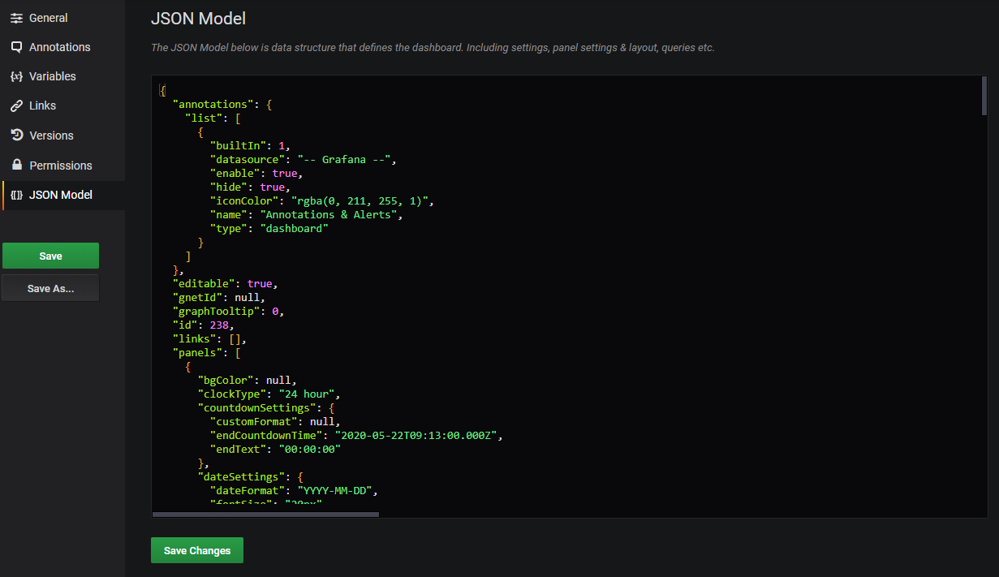 General
Annotations
Variables
Links
Versions
Permissions
JSON Model
Save
Save As...
JSON Model
The JSON Model below is data structure that defines the dashboard. Including settings, panel settings & layout, queries etc.
{
"annotations": {
"list": [
{
"builtIn": 1,
"datasource": "-- Grafana --",
"enable": true,
"hide": true,
"iconColor": "rgba(0, 211, 255, 1)",
"name": "Annotations & Alerts",
"type": "dashboard"
}
]
},
"editable": true,
"gnetId": null,
"graphTooltip": 0,
"id": 238,
"links": [],
"panels": [
{
"bgColor": null,
"clockType": "24 hour",
"countdownSettings": {
"customFormat": null,
"endCountdownTime": "2020-05-22T09:13:00.000Z",
"endText": "00:00:00"
},
"dateSettings": {
"dateFormat": "YYYY-MM-DD",
"fontSize": "20px"
Save Changes